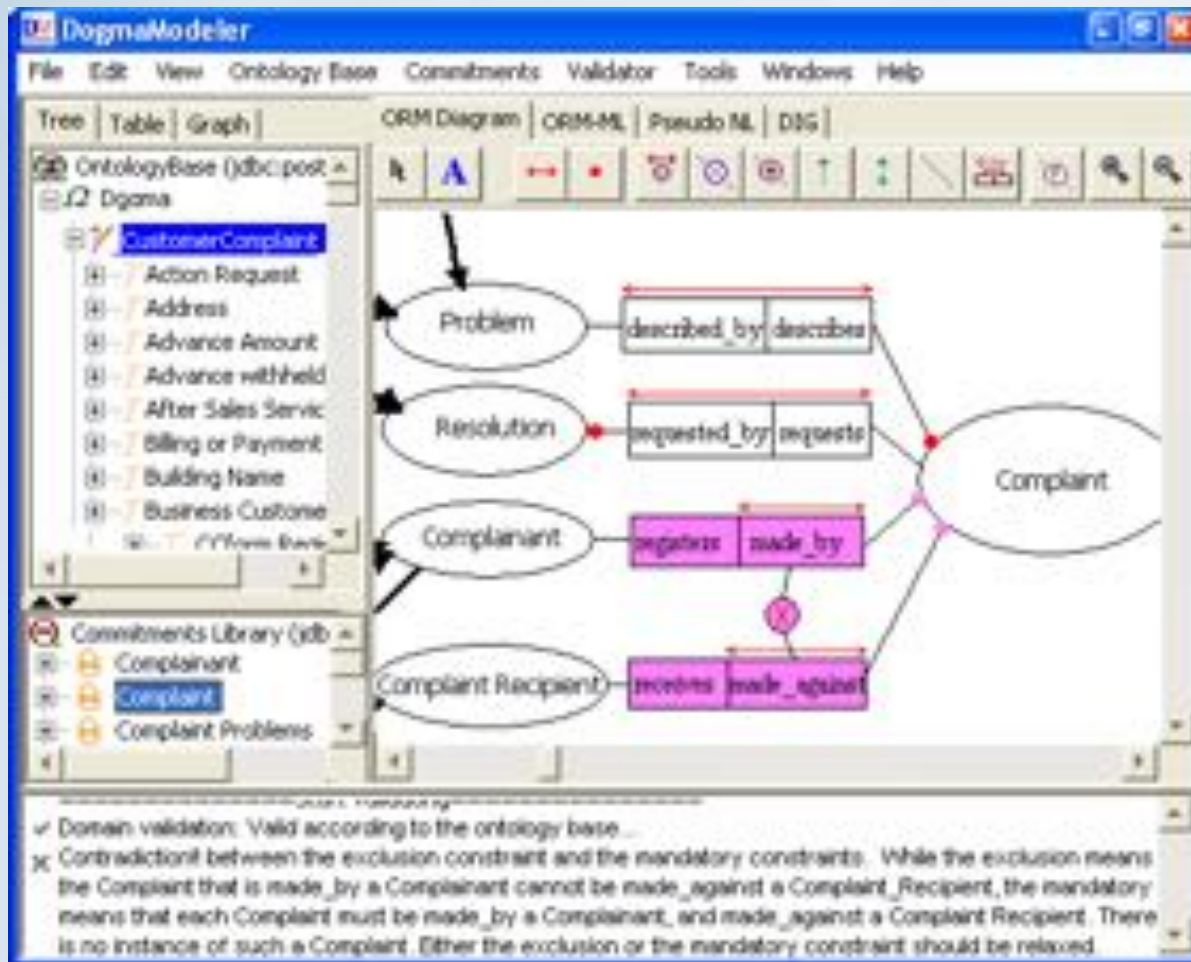 DogmaModeler
File Edit View Ontology Base Commitments Validator Tools Windows Help
Tree Table Graph
ORM Diagram ORM-ML Pseudo NL DIG
OntologyBase (jdbc:post
Ω Dgoma
CustomerComplaint
Action Request
Address
Advance Amount
Advance withheld
After Sales Servic
Billing or Payment
Building Name
Business Custome
Commitments Library (jdb
Complainant
Complaint
Complaint Problems
A
Problem
described_by describes
Resolution
requested_by requests
Complaint
Complainant
registers made_by
X
Complaint Recipient
receives made_against
Domain validation: Valid according to the ontology base...
Contradiction# between the exclusion constraint and the mandatory constraints. While the exclusion means
the Complaint that is made_by a Complainant cannot be made_against a Complaint_Recipient, the mandatory
means that each Complaint must be made_by a Complainant, and made_against a Complaint Recipient. There
is no instance of such a Complaint. Either the exclusion or the mandatory constraint should be relaxed.